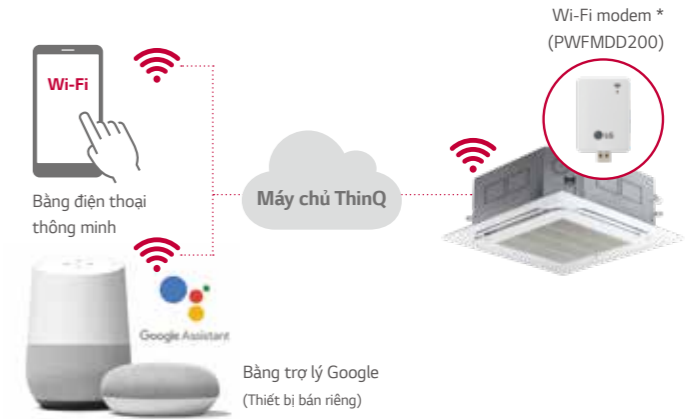 Wi-Fi modem *
(PWFMDD200)
Wi-Fi
LG
Máy chủ ThinQ
Bằng điện thoại
thông minh
Google Assistant
Bằng trợ lý Google
(Thiết bị bán riêng)